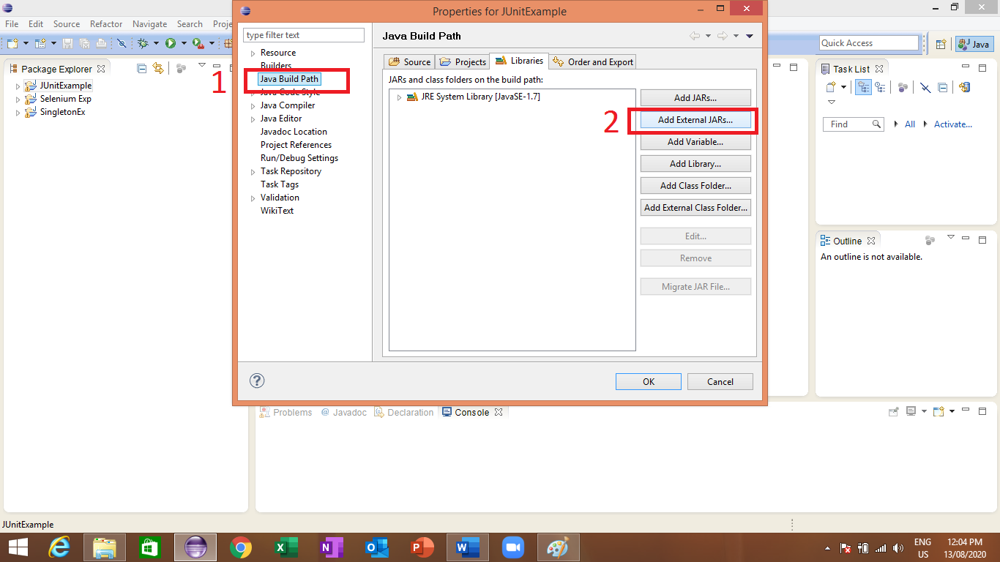 Properties for JUnitExample
File Edit Source Refactor Navigate Search Proje
Quick Access
Java
Package Explorer
JUnitExample
Selenium Exp
SingletonEx
1
type filter text
Resource
Builders
Java Build Path
Java Code Style
Java Compiler
Java Editor
Javadoc Location
Project References
Run/Debug Settings
Task Repository
Task Tags
Validation
WikiText
Java Build Path
Source Projects Libraries Order and Export
JARs and class folders on the build path:
JRE System Library [JavaSE-1.7]
2
Add JARs...
Add External JARs...
Add Variable...
Add Library...
Add Class Folder...
Add External Class Folder...
Edit...
Remove
Migrate JAR File...
OK Cancel
Task List
Find All Activate...
Outline
An outline is not available.
Problems @ Javadoc Declaration Console
JUnitExample
ENG
US
12:04 PM
13/08/2020